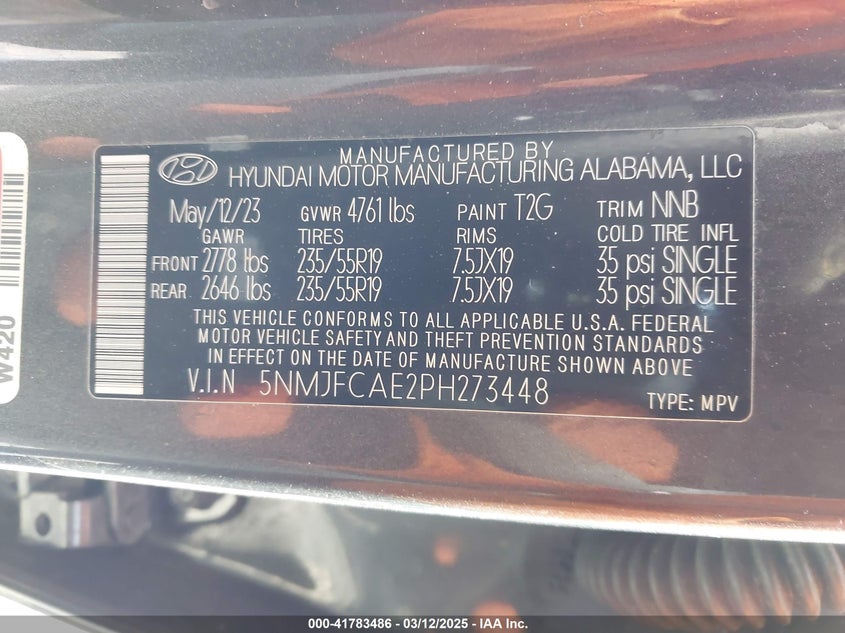 MANUFACTURED BY
HYUNDAI MOTOR MANUFACTURING ALABAMA, LLC
May/12/23 GVWR 4761 lbs PAINT T2G TRIM NNB
GAWR TIRES RIMS COLD TIRE INFL
FRONT 2778 lbs 235/55R19 7.5JX19 35 psi SINGLE
REAR 2646 lbs 235/55R19 7.5JX19 35 psi SINGLE
THIS VEHICLE CONFORMS TO ALL APPLICABLE U.S.A. FEDERAL
MOTOR VEHICLE SAFETY AND THEFT PREVENTION STANDARDS
IN EFFECT ON THE DATE OF MANUFACTURE SHOWN ABOVE
V.I.N 5NMJFCAE2PH273448 TYPE: MPV
W420
000-41783486 - 03/12/2025 - IAA Inc.